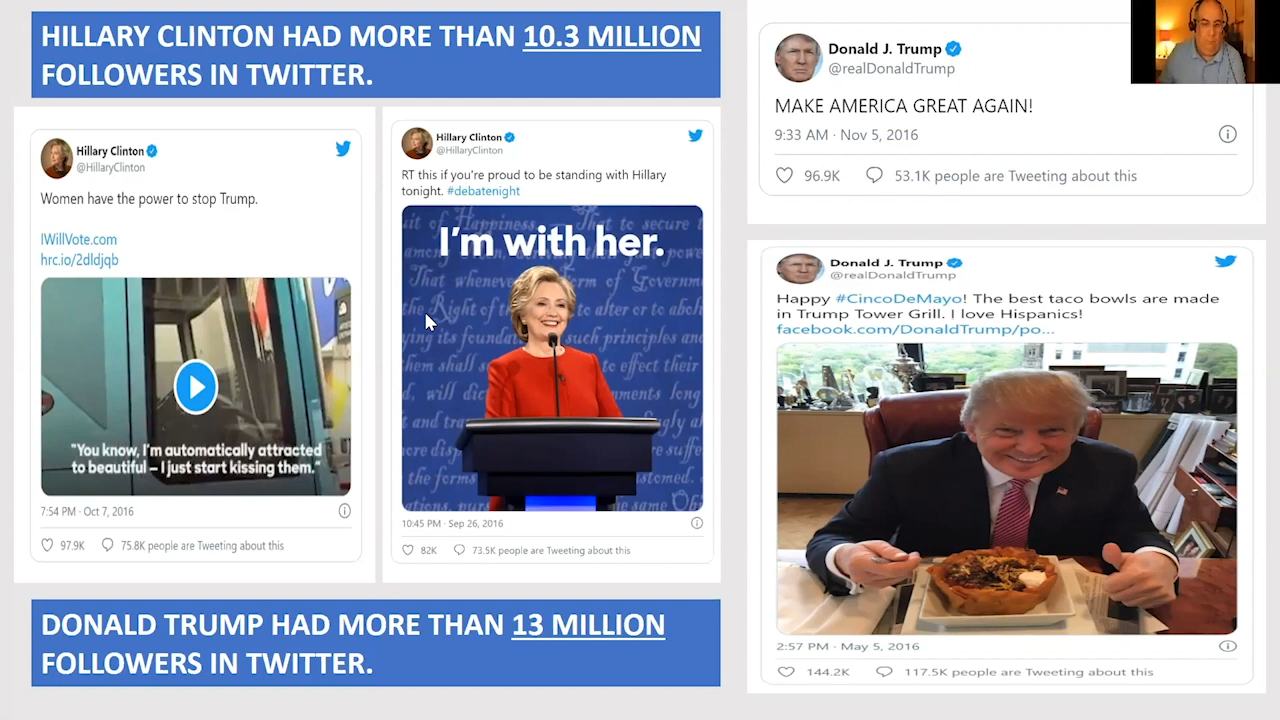 HILLARY CLINTON HAD MORE THAN 10.3 MILLION
FOLLOWERS IN TWITTER.
Hillary Clinton
@HillaryClinton
Women have the power to stop Trump.
IWillVote.com
hrc.io/2dldjqb
"You know, I'm automatically attracted
to beautiful – I just start kissing them."
7:54 PM · Oct 7, 2016
97.9K 75.8K people are Tweeting about this
Hillary Clinton
@HillaryClinton
RT this if you're proud to be standing with Hillary
tonight. #debatenight
I'm with her.
10:45 PM · Sep 26, 2016
82K 73.5K people are Tweeting about this
DONALD TRUMP HAD MORE THAN 13 MILLION
FOLLOWERS IN TWITTER.
Donald J. Trump
@realDonaldTrump
MAKE AMERICA GREAT AGAIN!
9:33 AM · Nov 5, 2016
96.9K 53.1K people are Tweeting about this
Donald J. Trump
@realDonaldTrump
Happy #CincoDeMayo! The best taco bowls are made
in Trump Tower Grill. I love Hispanics!
facebook.com/DonaldTrump/po...
2:57 PM · May 5, 2016
144.2K 117.5K people are Tweeting about this